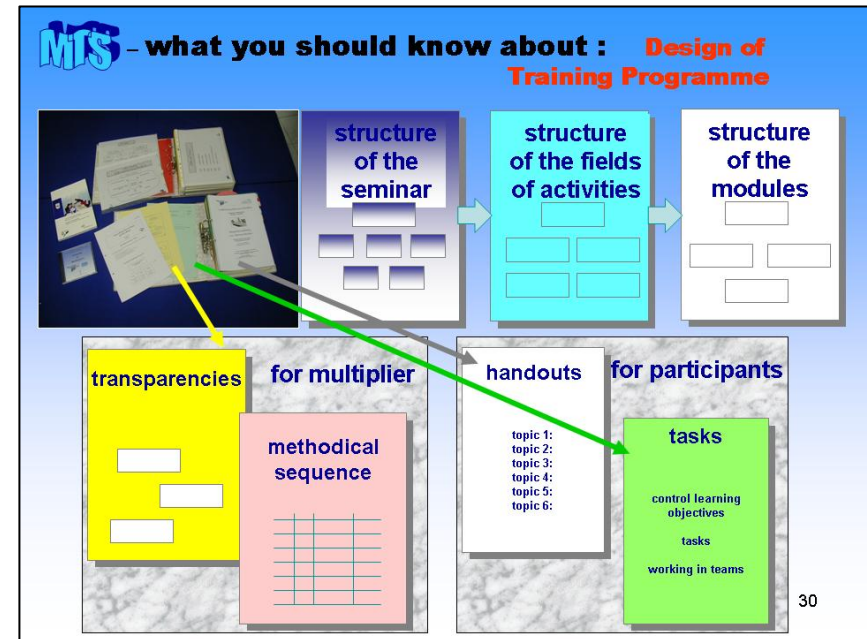 MTS – what you should know about : Design of
Training Programme
structure
of the
seminar
structure
of the fields
of activities
structure
of the
modules
transparencies
for multiplier
methodical
sequence
handouts
topic 1:
topic 2:
topic 3:
topic 4:
topic 5:
topic 6:
for participants
tasks
control learning
objectives
tasks
working in teams
30